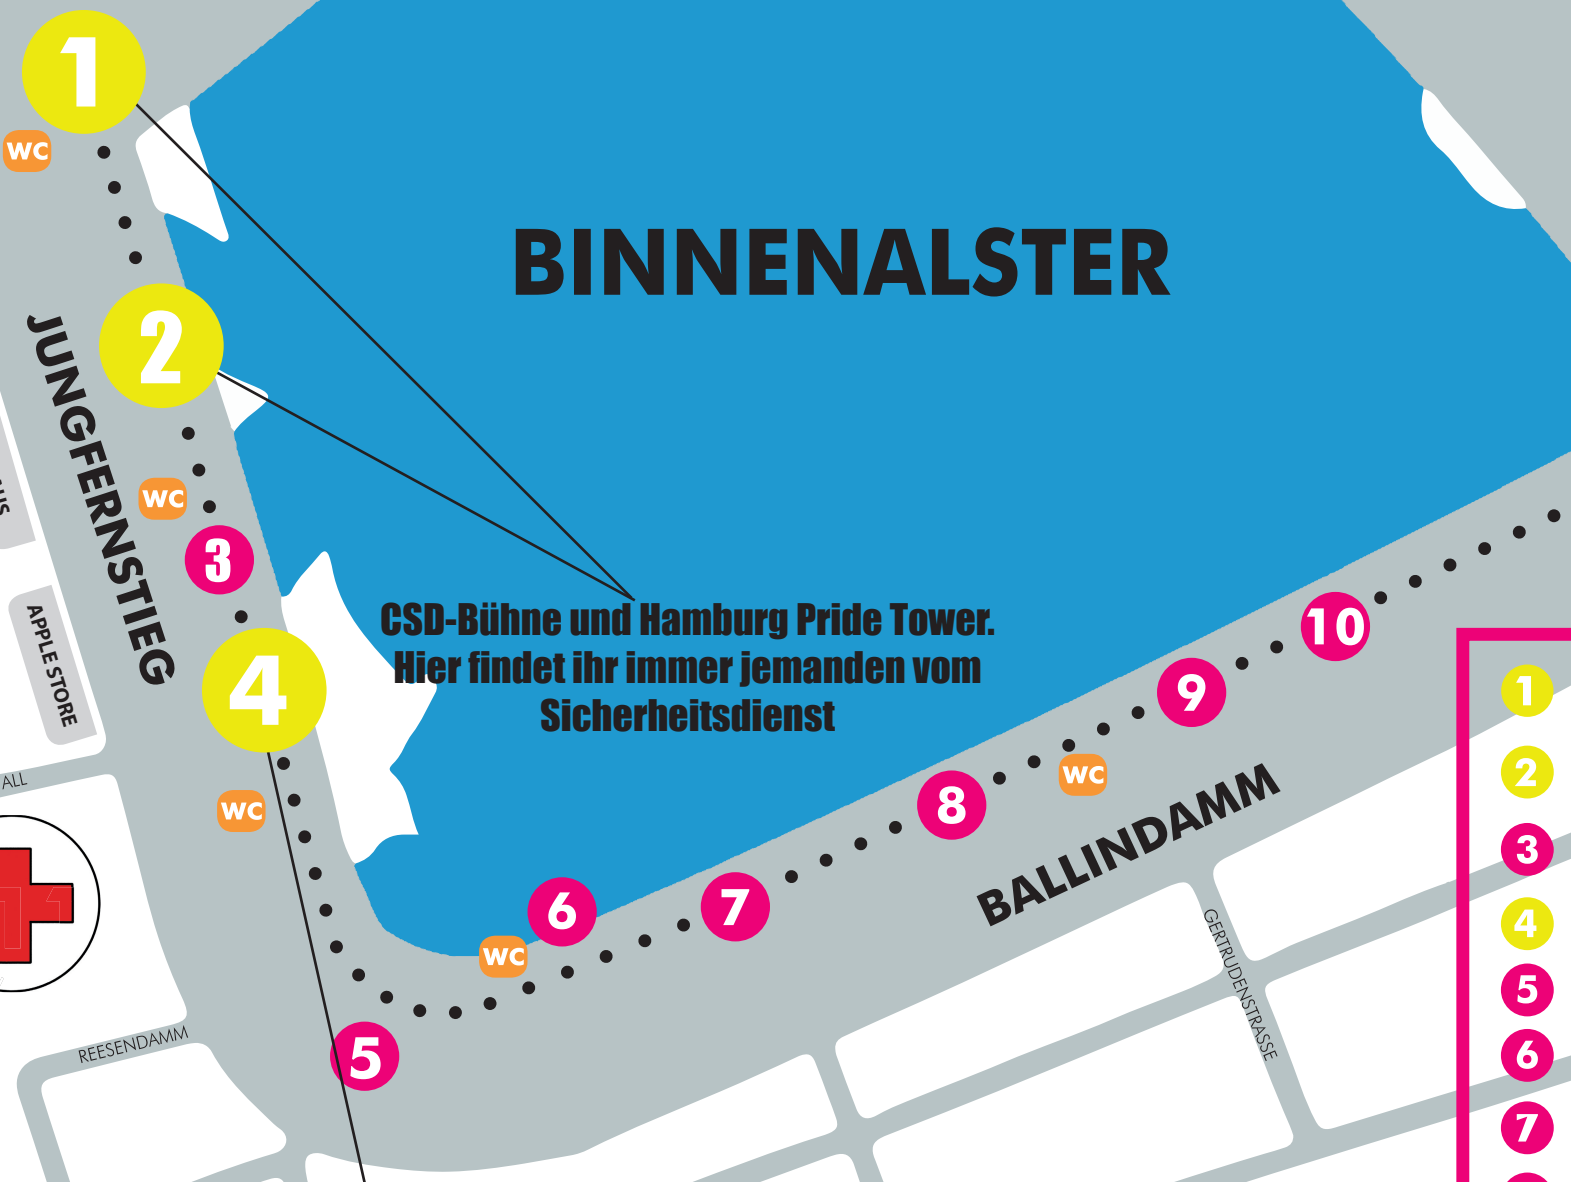 1
WC
BINNENALSTER
2
JUNGFERNSTIEG
WC
3
APPLE STORE
CSD-Bühne und Hamburg Pride Tower.
Hier findet ihr immer jemanden vom
Sicherheitsdienst
4
10
9
1
2
3
4
5
6
7
ALL
WC
WC
8
BALLINDAMM
6
7
WC
GERTRUDENSTRASSE
REESENDAMM
5